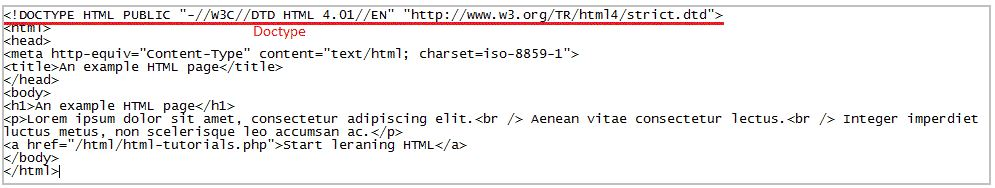 <!DOCTYPE HTML PUBLIC "-//W3C//DTD HTML 4.01//EN" "http://www.w3.org/TR/html4/strict.dtd">
Doctype
<html>
<head>
<meta http-equiv="Content-Type" content="text/html; charset=iso-8859-1">
<title>An example HTML page</title>
</head>
<body>
<h1>An example HTML page</h1>
<p>Lorem ipsum dolor sit amet, consectetur adipiscing elit.<br /> Aenean vitae consectetur lectus.<br /> Integer imperdiet
luctus metus, non scelerisque leo accumsan ac.</p>
<a href="/html/html-tutorials.php">Start leraning HTML</a>
</body>
</html>